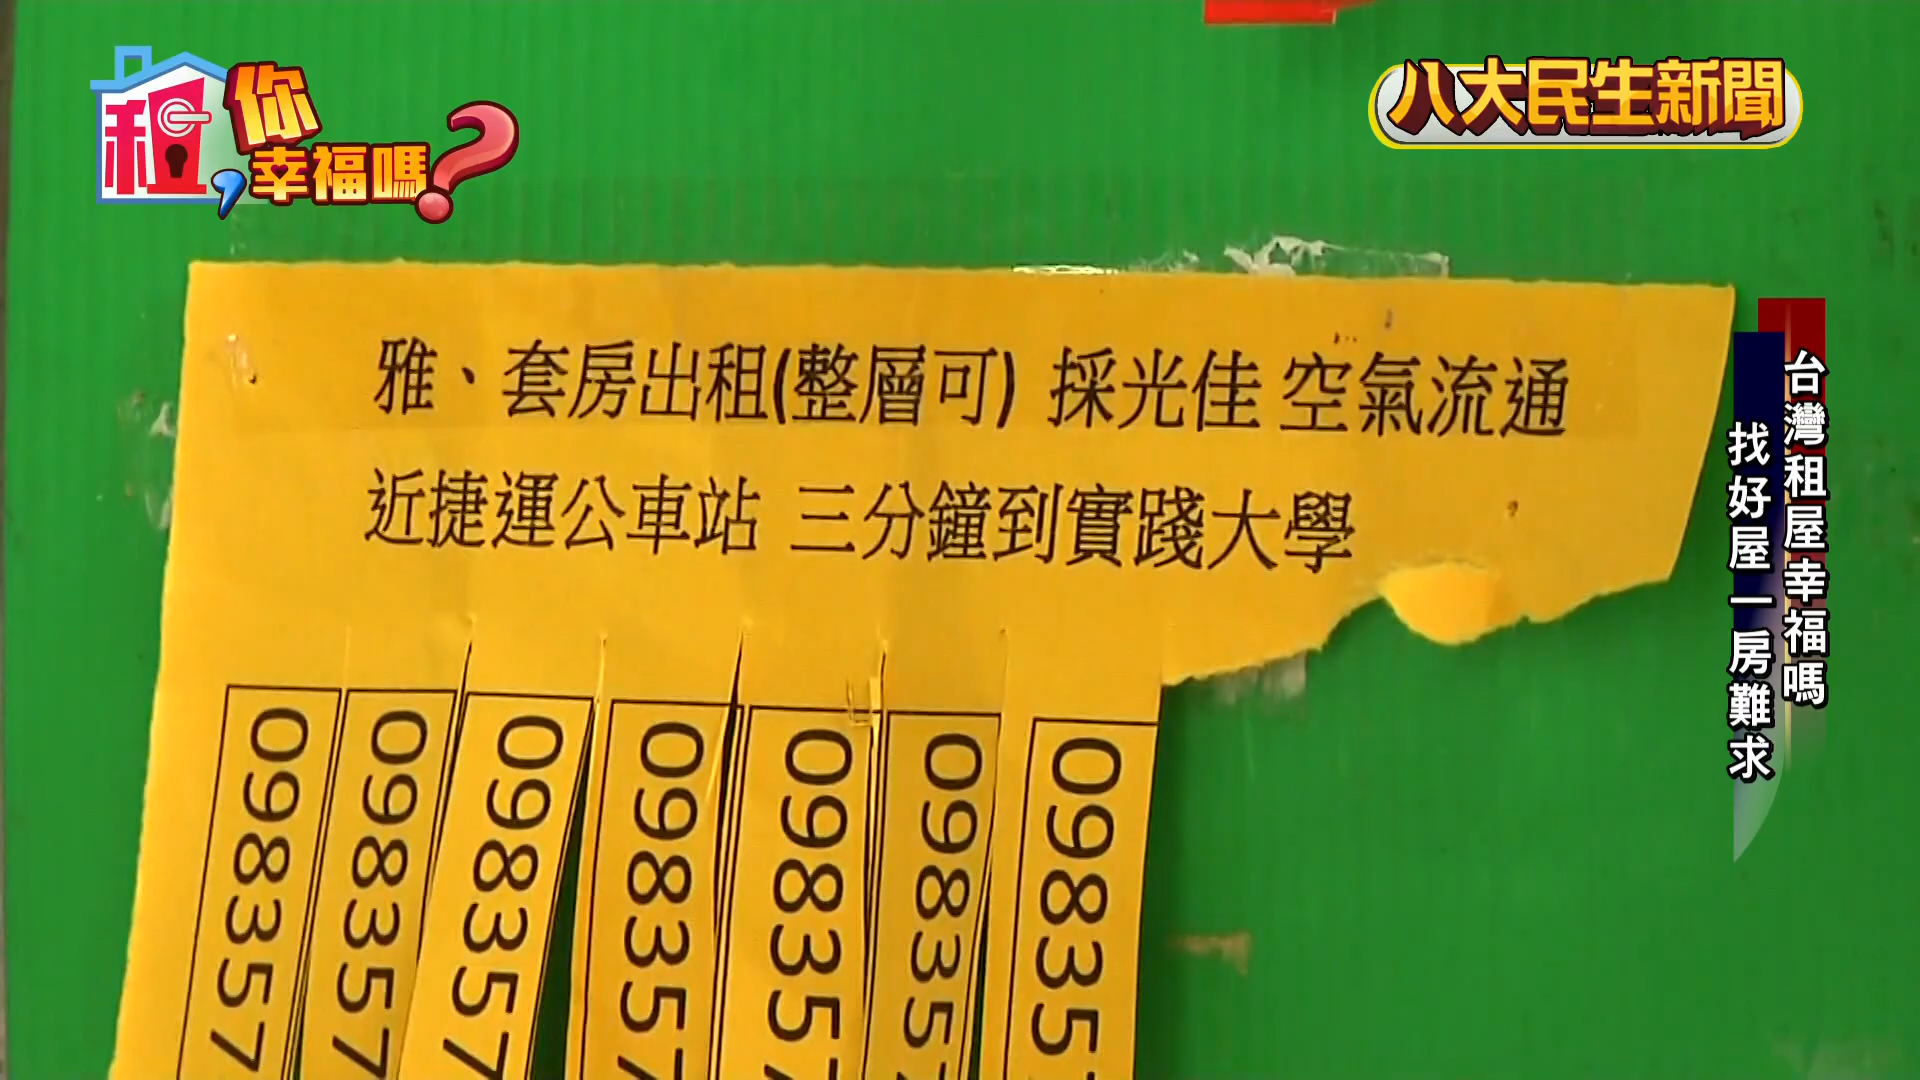 租,你幸福嗎?
八大民生新聞
雅、套房出租(整層可) 採光佳 空氣流通
近捷運公車站 三分鐘到實踐大學
台灣租屋幸福嗎
找好屋一房難求
098357
098357
098357
098357
098357
098357
098357